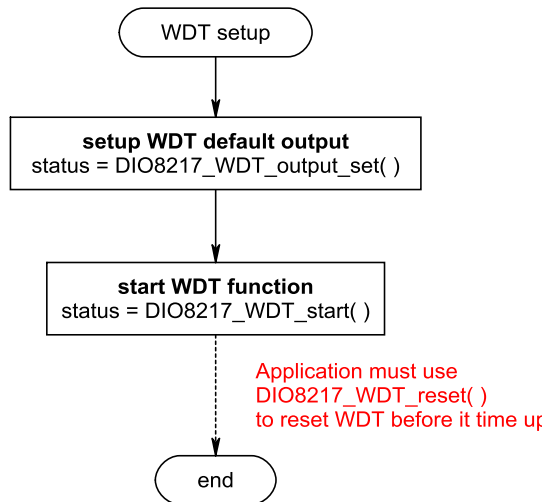 WDT setup
setup WDT default output
status = DIO8217_WDT_output_set( )
start WDT function
status = DIO8217_WDT_start( )
Application must use
DIO8217_WDT_reset( )
to reset WDT before it time up
end